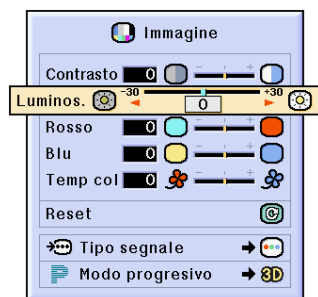 Immagine
Contrasto 0 - +
Luminos. -30 0 +30
Rosso 0 - +
Blu 0 - +
Temp col 0 - +
Reset
Tipo segnale
P Modo progresivo 3D